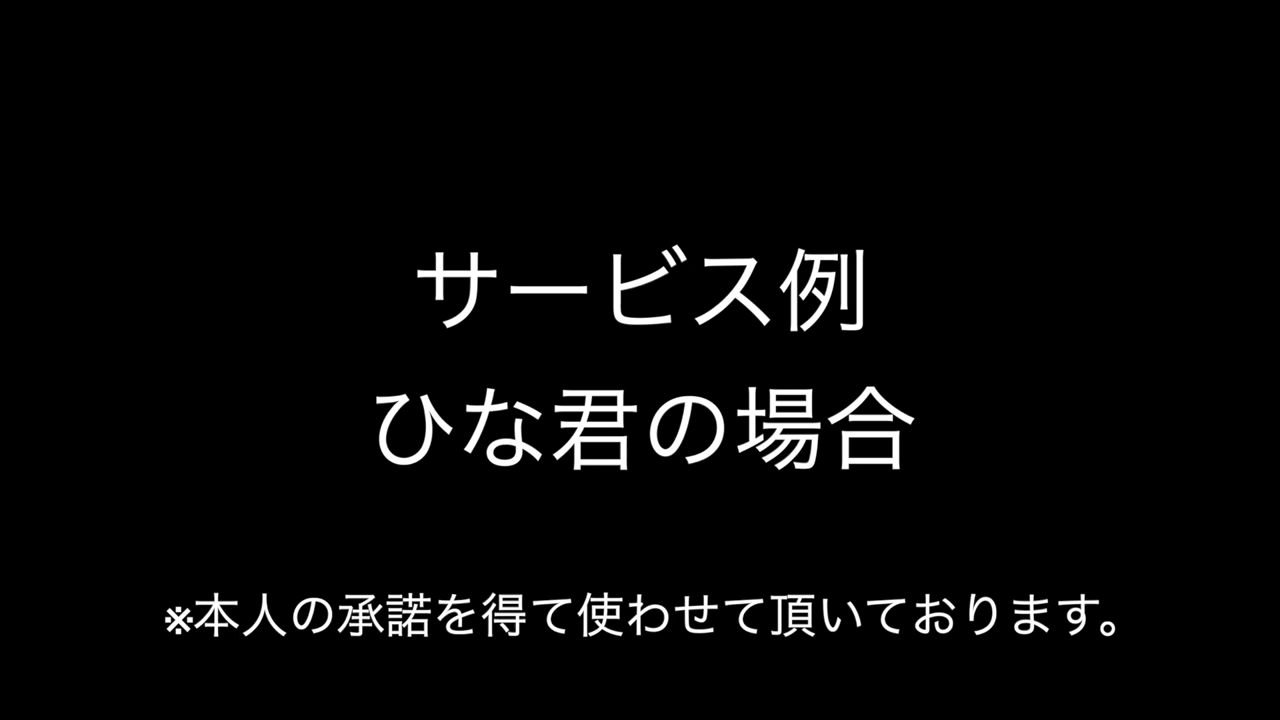 サービス例
ひな君の場合
※本人の承諾を得て使わせて頂いております。